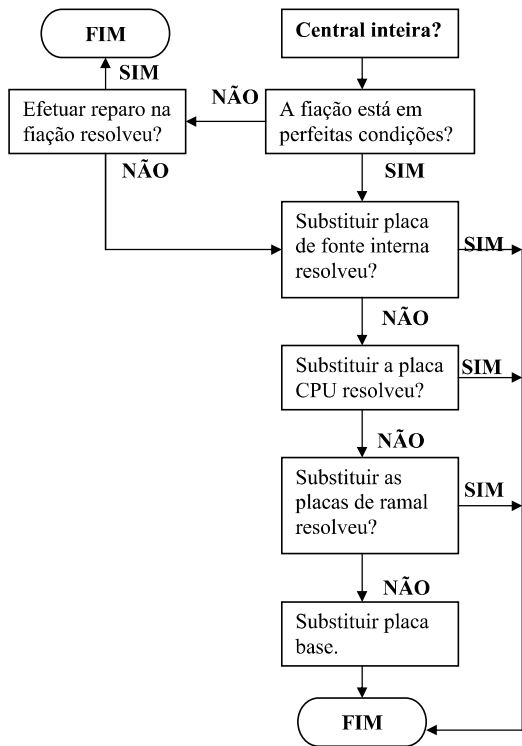 FIM
Central inteira?
SIM
Efetuar reparo na
fiação resolveu?
NÃO
A fiação está em
perfeitas condições?
NÃO
SIM
Substituir placa
de fonte interna
resolveu?
SIM
NÃO
Substituir a placa
CPU resolveu?
SIM
NÃO
Substituir as
placas de ramal
resolveu?
SIM
NÃO
Substituir placa
base.
FIM